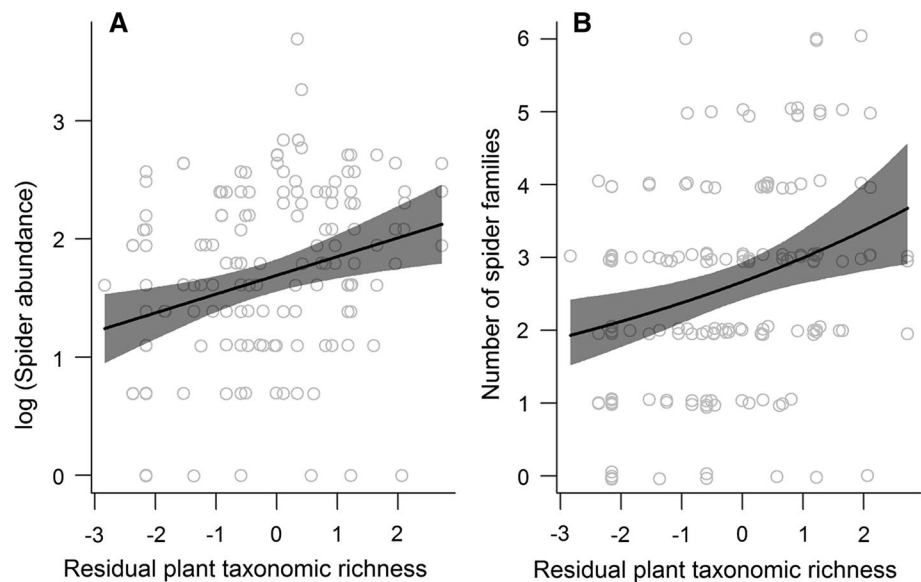 A
log (Spider abundance)
3
2
1
0
-3 -2 -1 0 1 2
Residual plant taxonomic richness
B
Number of spider families
6
5
4
3
2
1
0
-3 -2 -1 0 1 2
Residual plant taxonomic richness